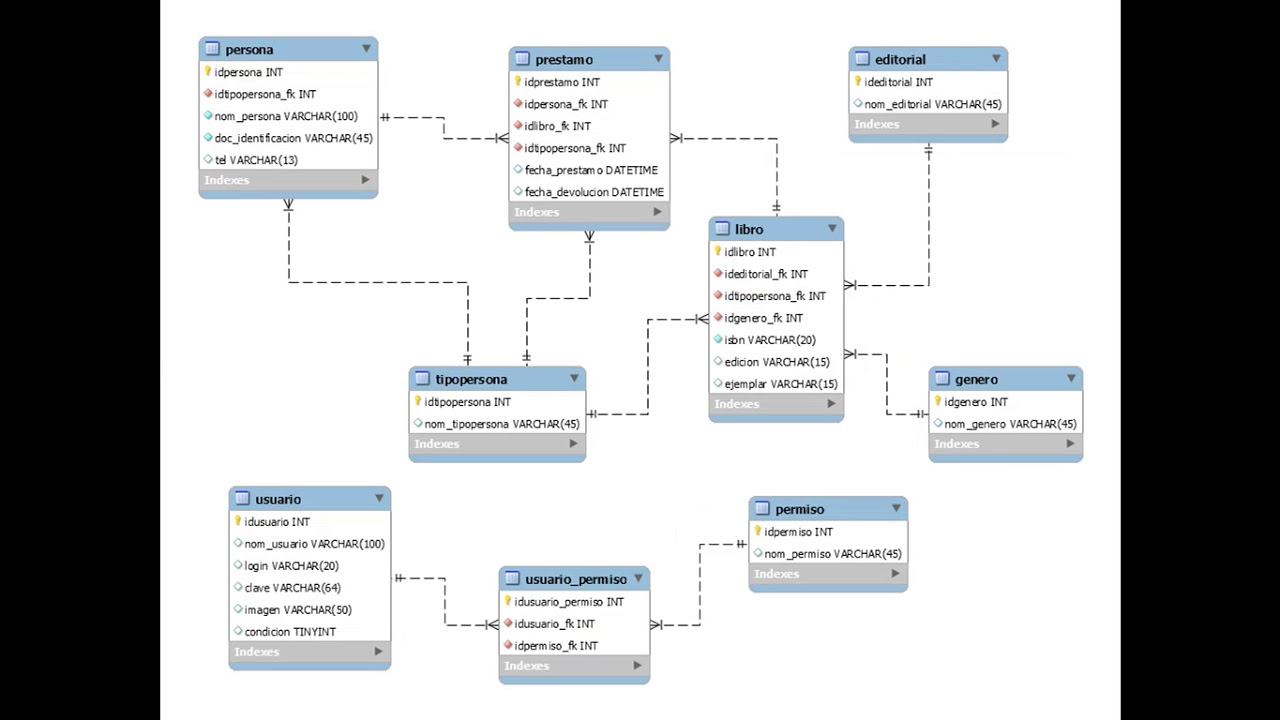 persona
idpersona INT
idtipopersona_fk INT
nom_persona VARCHAR(100)
doc_identificacion VARCHAR(45)
tel VARCHAR(13)
Indexes
prestamo
idprestamo INT
idpersona_fk INT
idlibro_fk INT
idtipopersona_fk INT
fecha_prestamo DATETIME
fecha_devolucion DATETIME
Indexes
editorial
ideditorial INT
nom_editorial VARCHAR(45)
Indexes
libro
idlibro INT
ideditorial_fk INT
idtipopersona_fk INT
idgenero_fk INT
isbn VARCHAR(20)
edicion VARCHAR(15)
ejemplar VARCHAR(15)
Indexes
tipopersona
idtipopersona INT
nom_tipopersona VARCHAR(45)
Indexes
genero
idgenero INT
nom_genero VARCHAR(45)
Indexes
usuario
idusuario INT
nom_usuario VARCHAR(100)
login VARCHAR(20)
clave VARCHAR(64)
imagen VARCHAR(50)
condicion TINYINT
Indexes
usuario_permiso
idusuario_permiso INT
idusuario_fk INT
idpermiso_fk INT
Indexes
permiso
idpermiso INT
nom_permiso VARCHAR(45)
Indexes